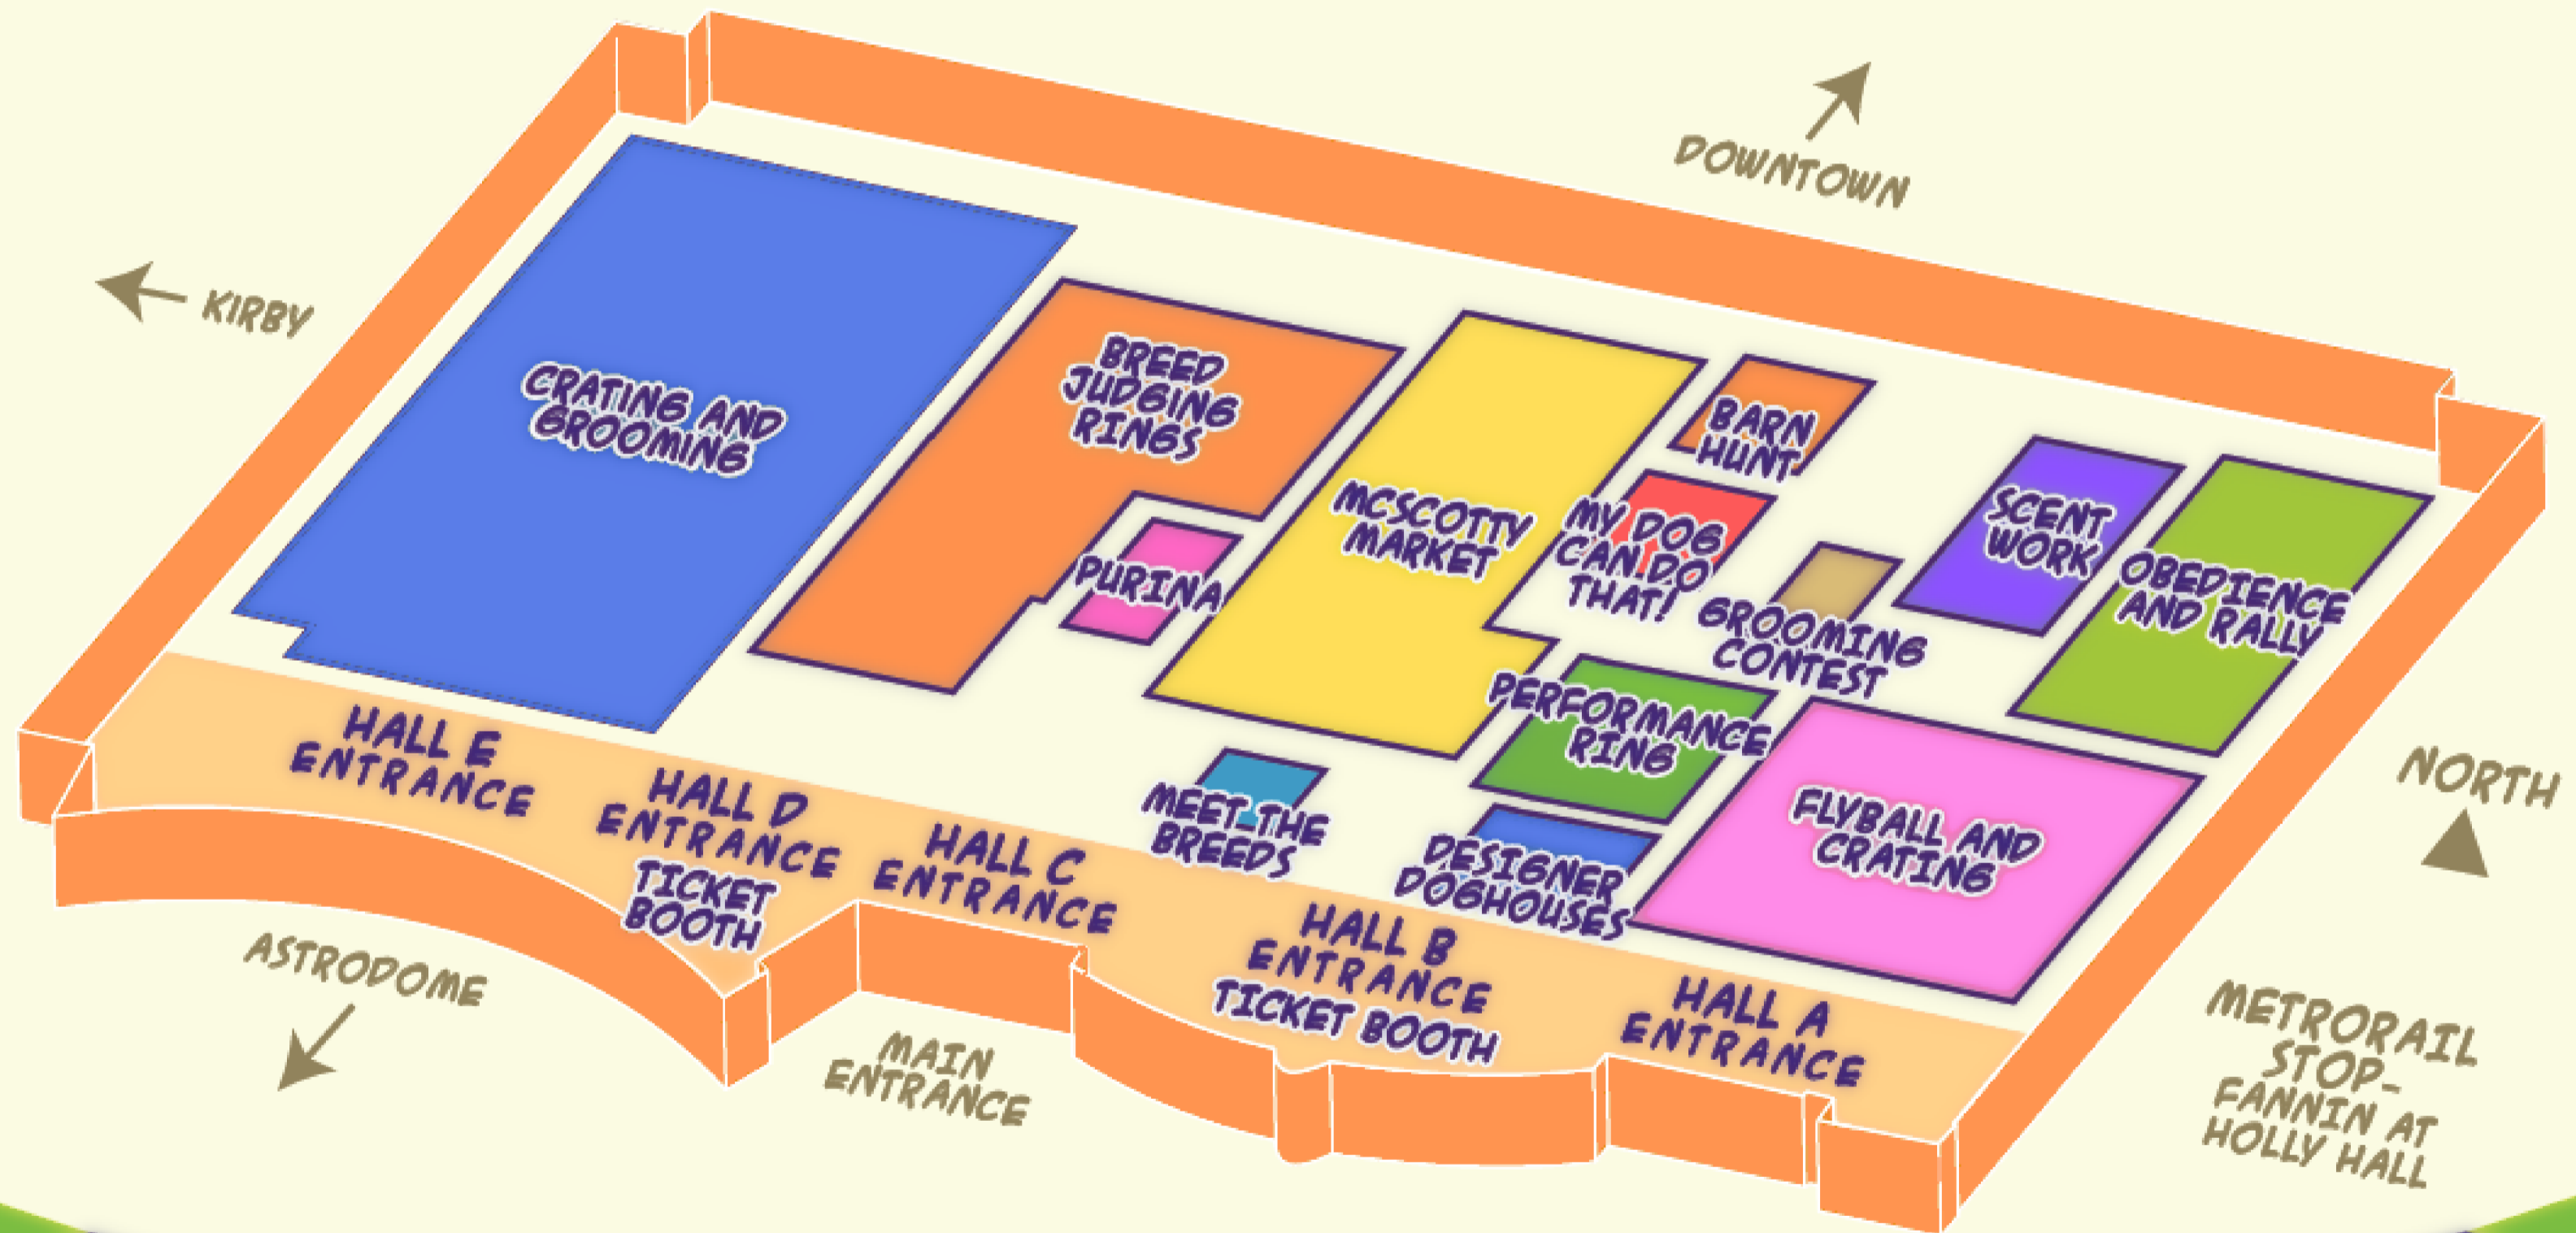 DOWNTOWN
KIRBY
CRATING AND
GROOMING
BREED
JUDGING
RINGS
PURINA
MCSCOTTY
MARKET
BARN
HUNT
MY DOG
CAN DO
THAT!
GROOMING
CONTEST
SCENT
WORK
OBEDIENCE
AND RALLY
PERFORMANCE
RING
MEET THE
BREEDS
DESIGNER
DOGHOUSES
FLYBALL AND
CRATING
NORTH
HALL E
ENTRANCE
HALL D
ENTRANCE
TICKET
BOOTH
HALL C
ENTRANCE
HALL B
ENTRANCE
TICKET BOOTH
HALL A
ENTRANCE
ASTRODOME
MAIN
ENTRANCE
METRORAIL
STOP-
FANNIN AT
HOLLY HALL